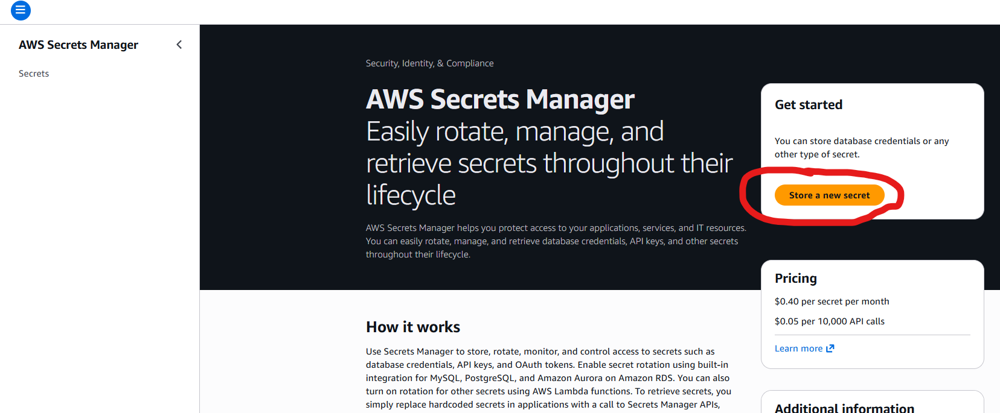 AWS Secrets Manager
Secrets
Security, Identity, & Compliance
AWS Secrets Manager
Easily rotate, manage, and
retrieve secrets throughout their
lifecycle
AWS Secrets Manager helps you protect access to your applications, services, and IT resources.
You can easily rotate, manage, and retrieve database credentials, API keys, and other secrets
throughout their lifecycle.
Get started
You can store database credentials or any
other type of secret.
Store a new secret
Pricing
$0.40 per secret per month
$0.05 per 10,000 API calls
Learn more
How it works
Use Secrets Manager to store, rotate, monitor, and control access to secrets such as
database credentials, API keys, and OAuth tokens. Enable secret rotation using built-in
integration for MySQL, PostgreSQL, and Amazon Aurora on Amazon RDS. You can also
turn on rotation for other secrets using AWS Lambda functions. To retrieve secrets, you
simply replace hardcoded secrets in applications with a call to Secrets Manager APIs,
Additional information